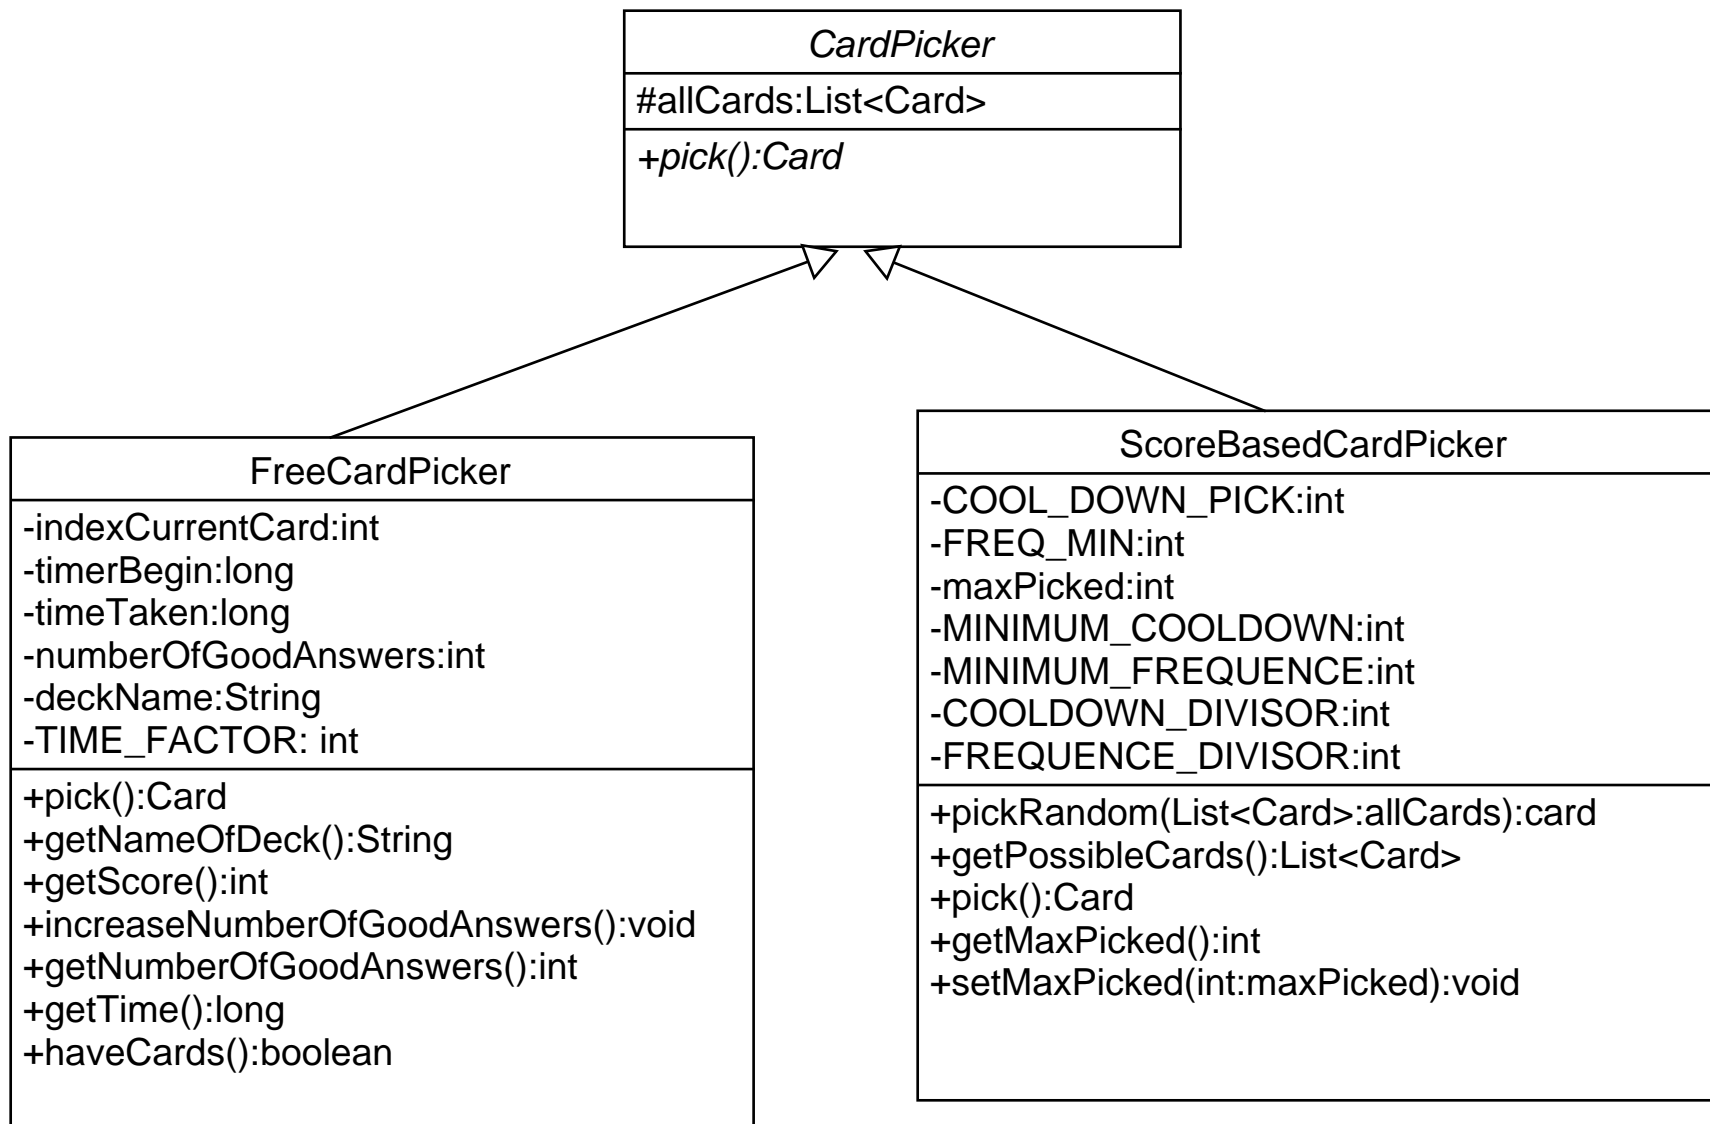 CardPicker
#allCards:List<Card>
+pick():Card
FreeCardPicker
-indexCurrentCard:int
-timerBegin:long
-timeTaken:long
-numberOfGoodAnswers:int
-deckName:String
-TIME_FACTOR: int
+pick():Card
+getNameOfDeck():String
+getScore():int
+increaseNumberOfGoodAnswers():void
+getNumberOfGoodAnswers():int
+getTime():long
+haveCards():boolean
ScoreBasedCardPicker
-COOL_DOWN_PICK:int
-FREQ_MIN:int
-maxPicked:int
-MINIMUM_COOLDOWN:int
-MINIMUM_FREQUENCE:int
-COOLDOWN_DIVISOR:int
-FREQUENCE_DIVISOR:int
+pickRandom(List<Card>:allCards):card
+getPossibleCards():List<Card>
+pick():Card
+getMaxPicked():int
+setMaxPicked(int:maxPicked):void